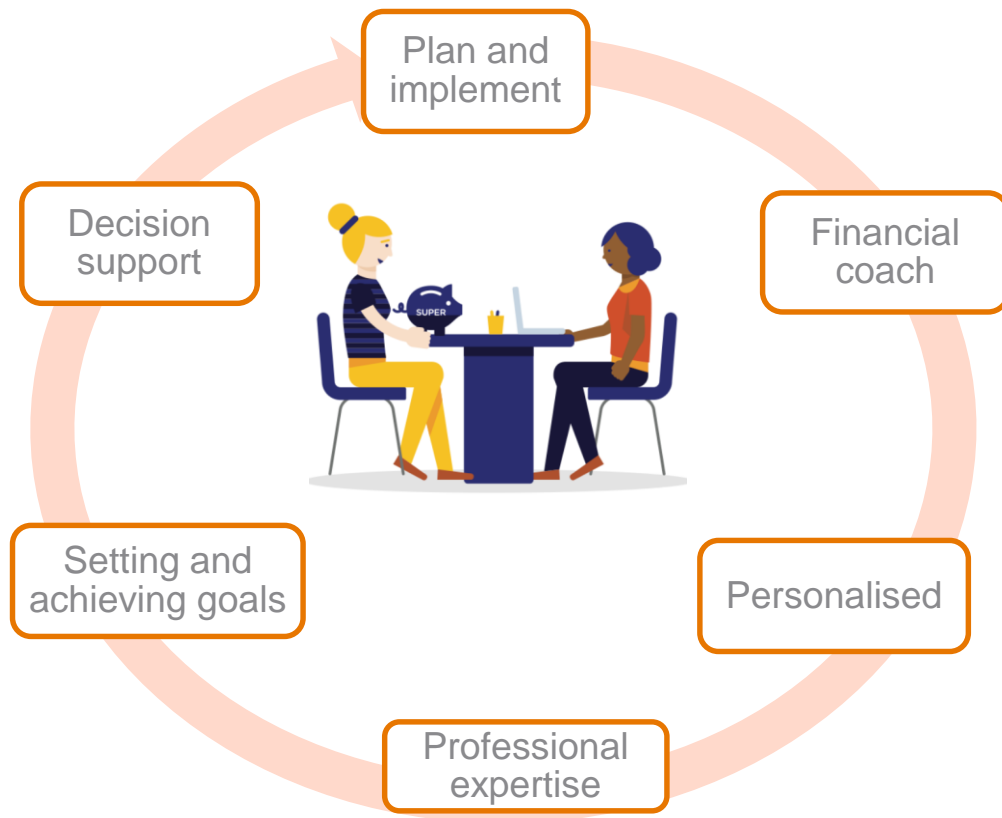 Plan and
implement
Financial
coach
Personalised
Professional
expertise
Setting and
achieving goals
Decision
support
SUPER